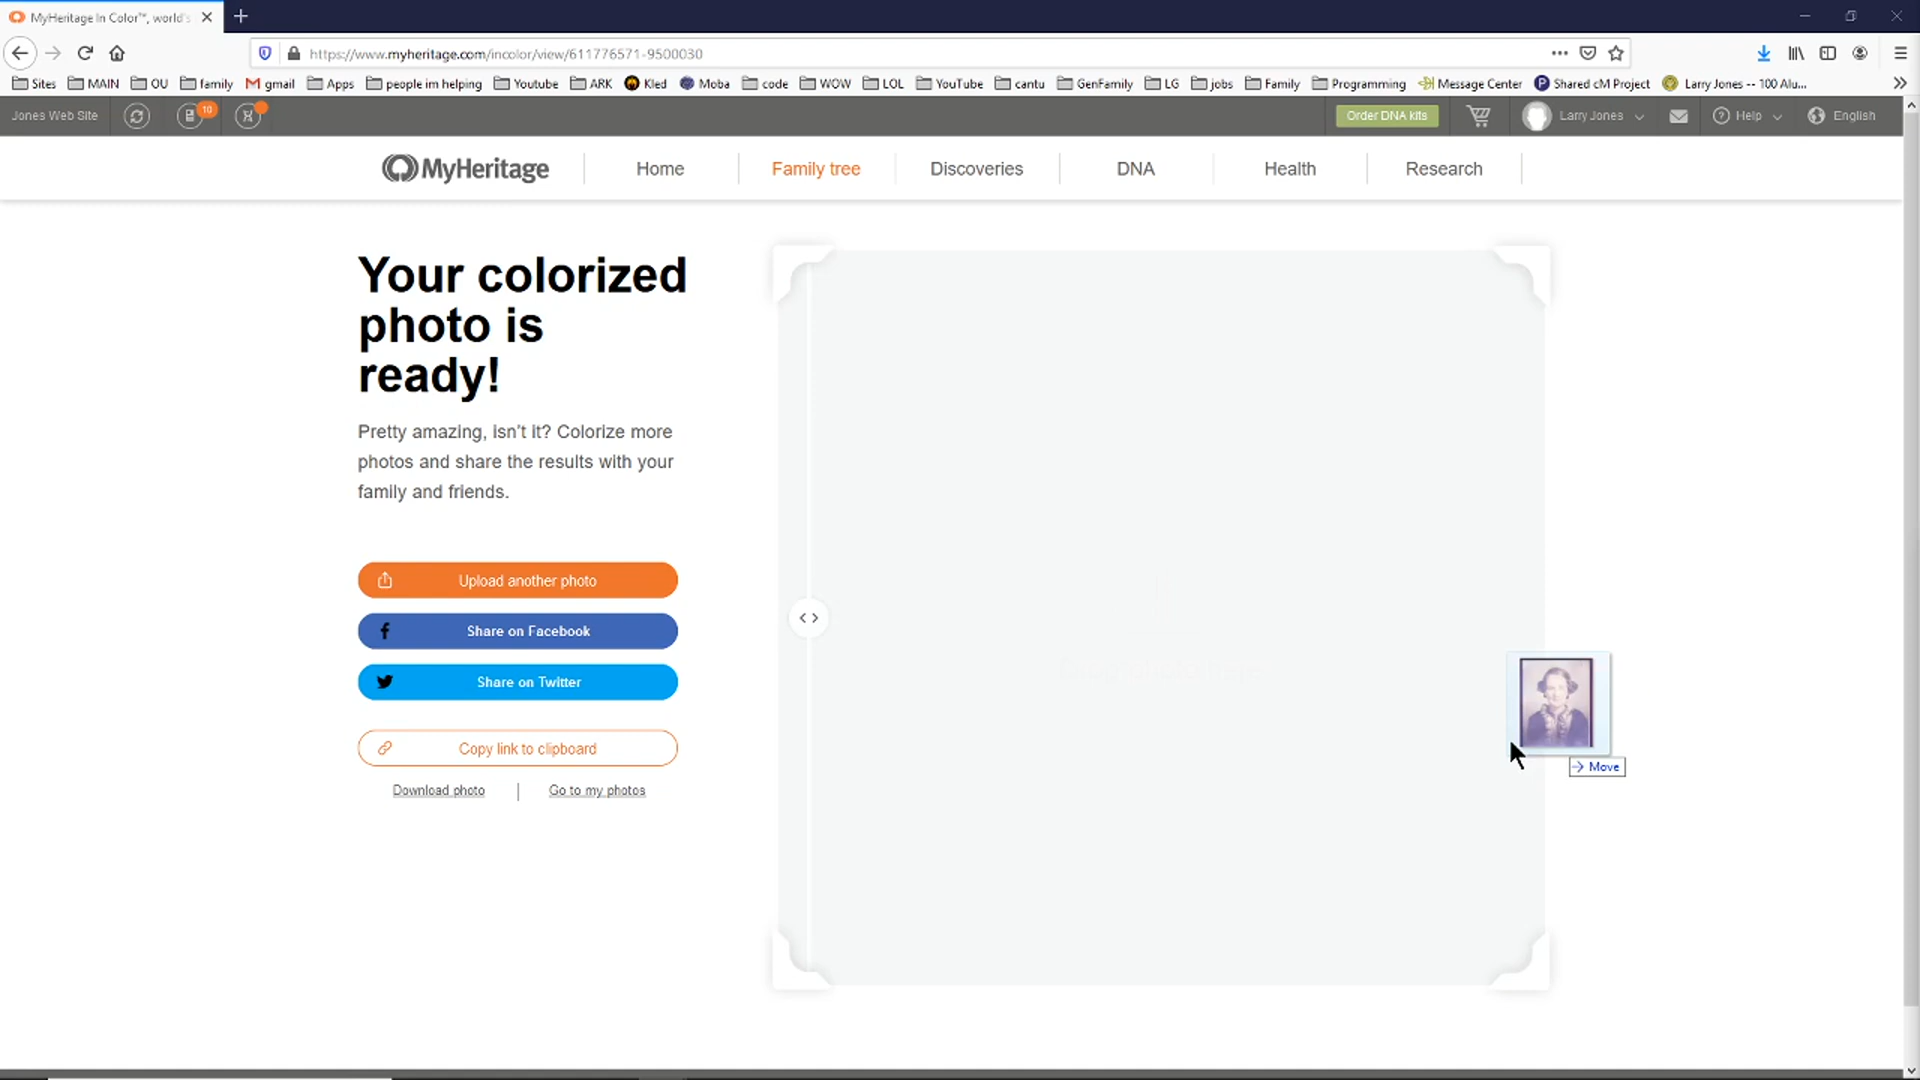 MyHeritage In Color™, world's
https://www.myheritage.com/incolor/view/611776571-9500030
Sites MAIN OU family gmail Apps people im helping Youtube ARK Kled Moba code WOW LOL YouTube cantu GenFamily LG jobs Family Programming Message Center Shared cM Project Larry Jones -- 100 Alu...
Jones Web Site 10 Order DNA kits Larry Jones Help English
MyHeritage Home Family tree Discoveries DNA Health Research
Your colorized
photo is
ready!
Pretty amazing, isn't it? Colorize more
photos and share the results with your
family and friends.
Upload another photo
Share on Facebook
Share on Twitter
Copy link to clipboard
Download photo | Go to my photos
Move